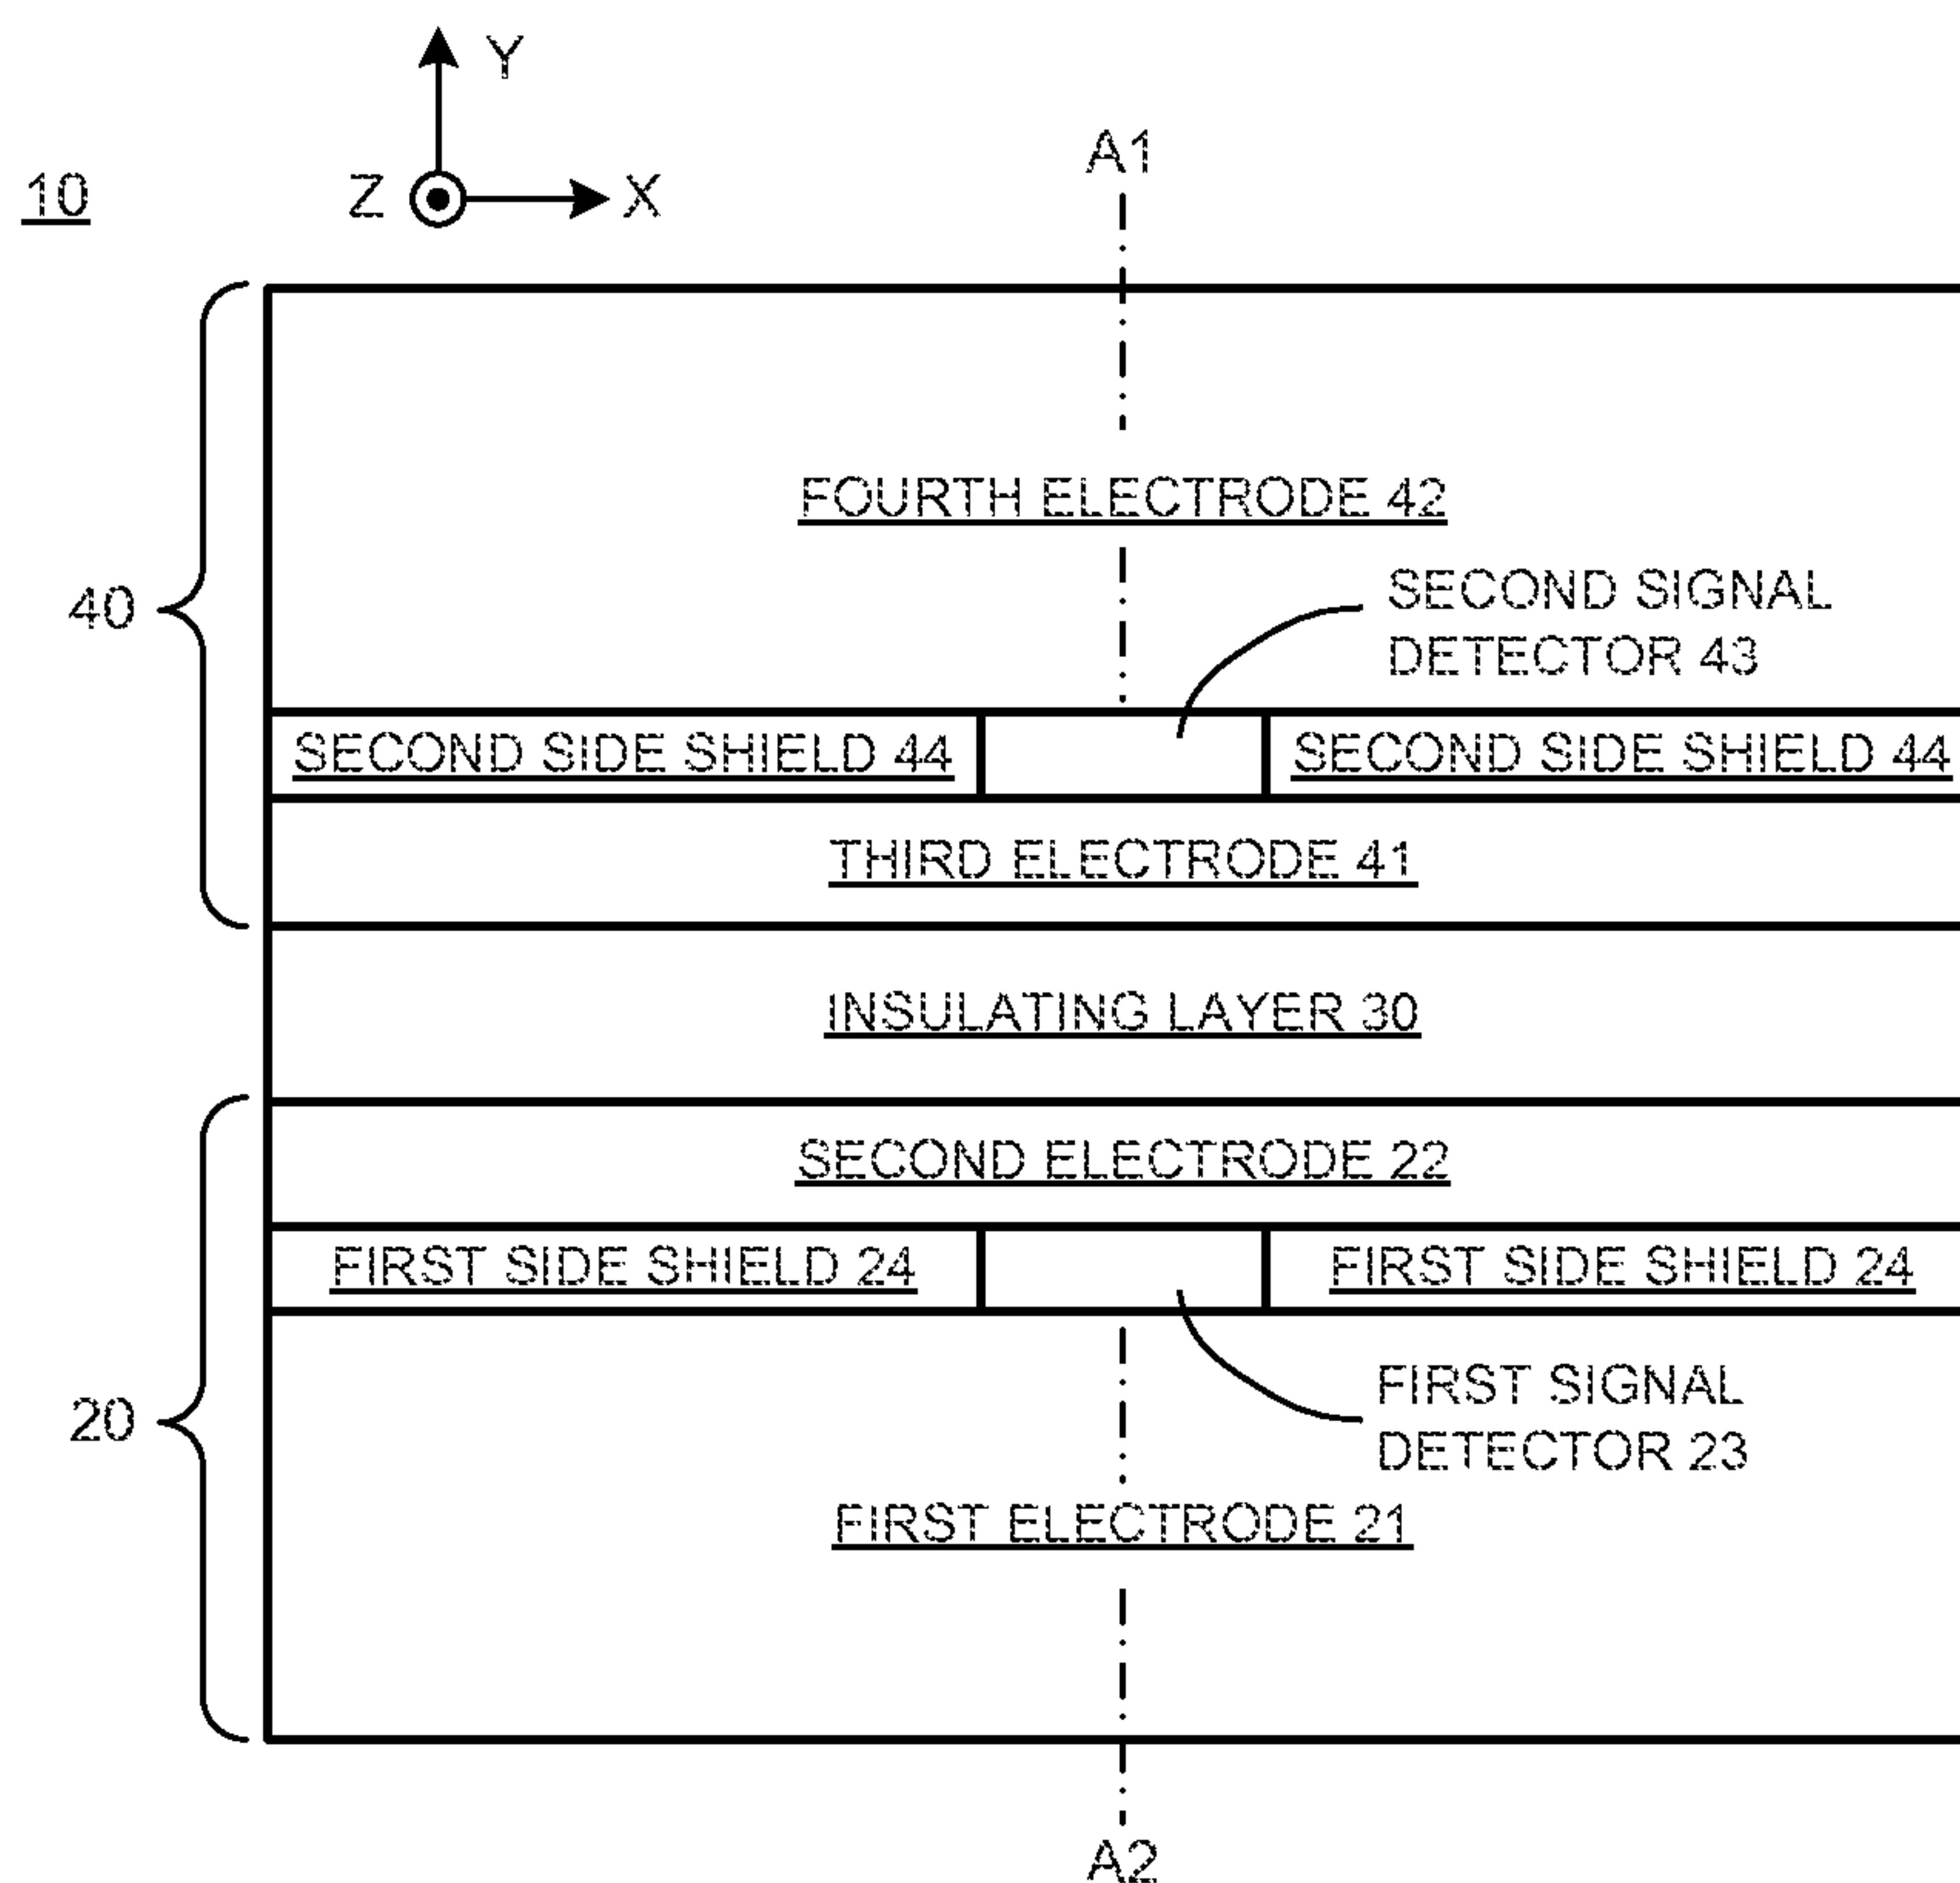 Y
A1
10
Z
X
FOURTH ELECTRODE 42
SECOND SIGNAL
DETECTOR 43
40
SECOND SIDE SHIELD 44
SECOND SIDE SHIELD 44
THIRD ELECTRODE 41
INSULATING LAYER 30
SECOND ELECTRODE 22
FIRST SIDE SHIELD 24
FIRST SIDE SHIELD 24
FIRST SIGNAL
DETECTOR 23
20
FIRST ELECTRODE 21
A2